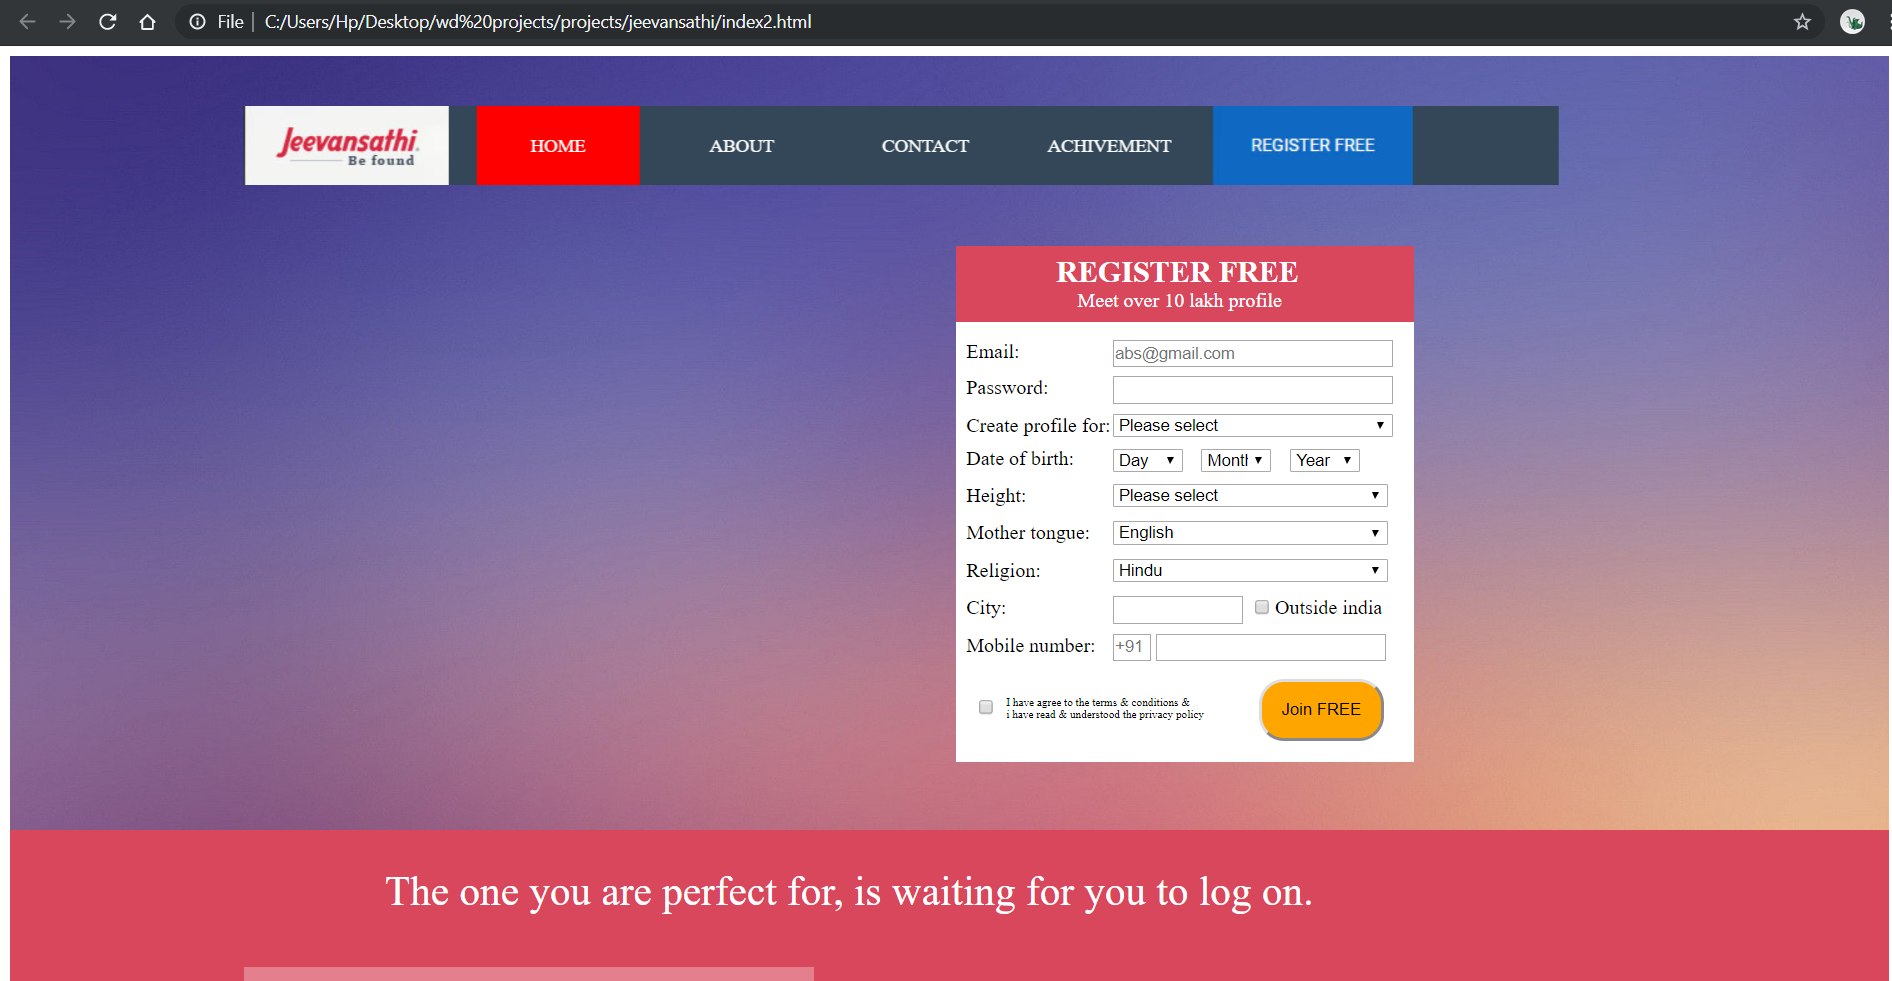 File | C:/Users/Hp/Desktop/wd%20projects/projects/jeevansathi/index2.html
Jeevansathi.
Be found
HOME ABOUT CONTACT ACHIVEMENT REGISTER FREE
REGISTER FREE
Meet over 10 lakh profile
Email: abs@gmail.com
Password:
Create profile for: Please select
Date of birth: Day Month Year
Height: Please select
Mother tongue: English
Religion: Hindu
City: Outside india
Mobile number: +91
I have agree to the terms & conditions &
i have read & understood the privacy policy
Join FREE
The one you are perfect for, is waiting for you to log on.